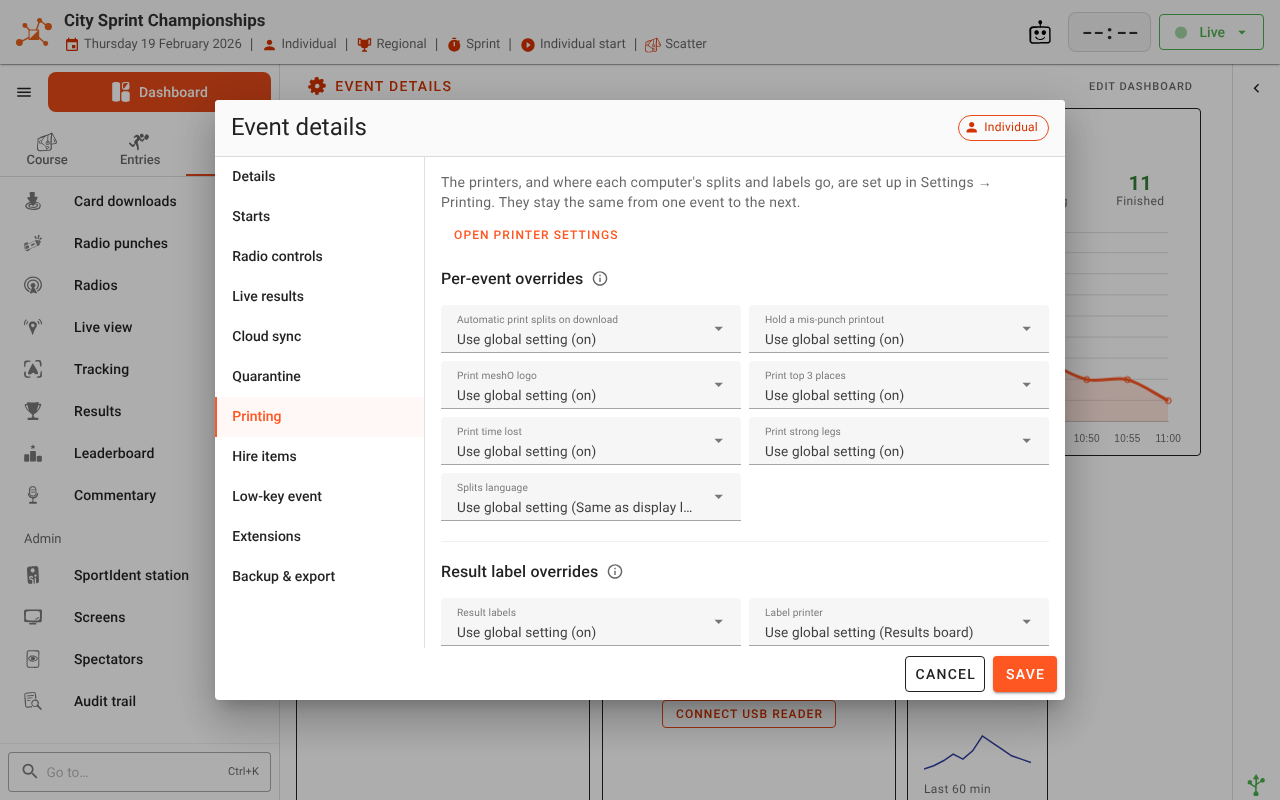 City Sprint Championships
Thursday 19 February 2026 | Individual | Regional | Sprint | Individual start | Scatter
--:--
Live
Dashboard
EVENT DETAILS
EDIT DASHBOARD
Course
Entries
Card downloads
Radio punches
Radios
Live view
Tracking
Results
Leaderboard
Commentary
Admin
SportIdent station
Screens
Spectators
Audit trail
Go to...
Ctrl+K
Event details
Individual
Details
Starts
Radio controls
Live results
Cloud sync
Quarantine
Printing
Hire items
Low-key event
Extensions
Backup & export
The printers, and where each computer's splits and labels go, are set up in Settings →
Printing. They stay the same from one event to the next.
OPEN PRINTER SETTINGS
Per-event overrides
Automatic print splits on download
Use global setting (on)
Hold a mis-punch printout
Use global setting (on)
Print meshO logo
Use global setting (on)
Print top 3 places
Use global setting (on)
Print time lost
Use global setting (on)
Print strong legs
Use global setting (on)
Splits language
Use global setting (Same as display l...
Result label overrides
Result labels
Use global setting (on)
Label printer
Use global setting (Results board)
CANCEL
SAVE
11
Finished
10:50 10:55 11:00
CONNECT USB READER
Last 60 min